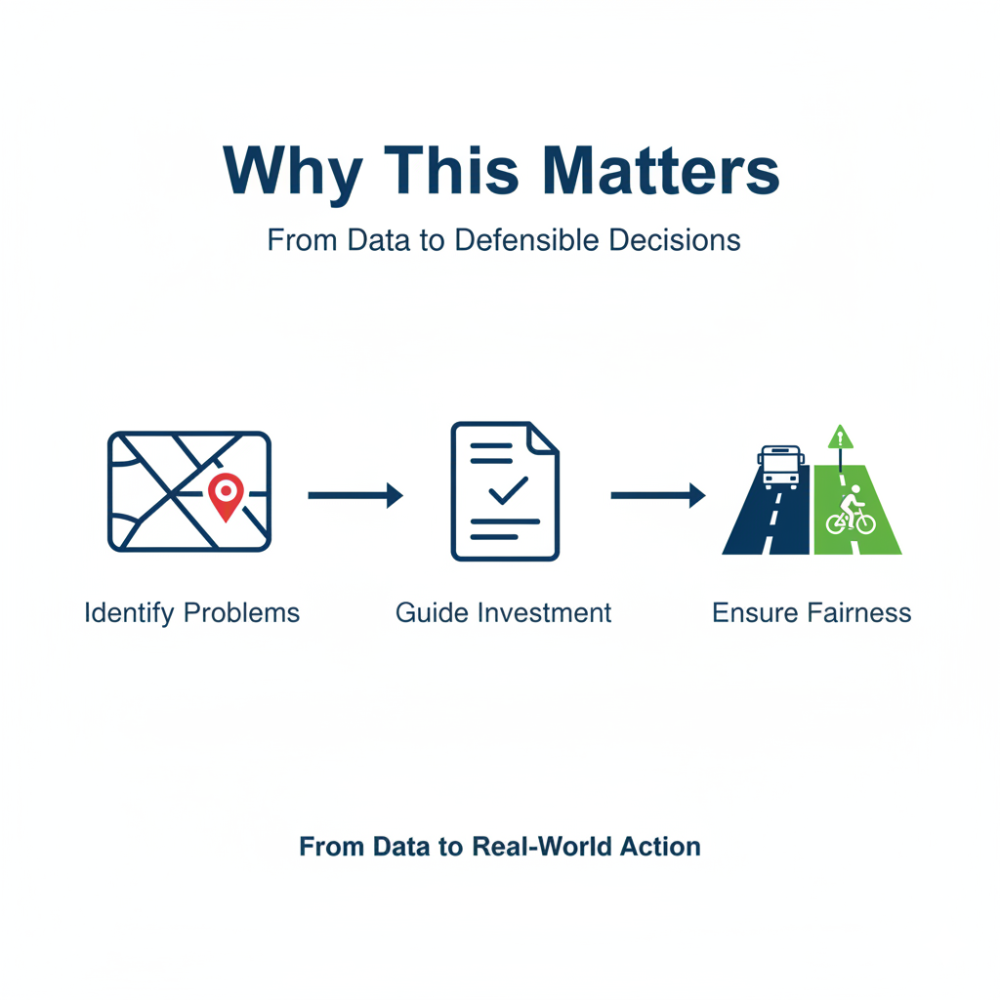 Why This Matters
From Data to Defensible Decisions
Identify Problems
Guide Investment
Ensure Fairness
From Data to Real-World Action